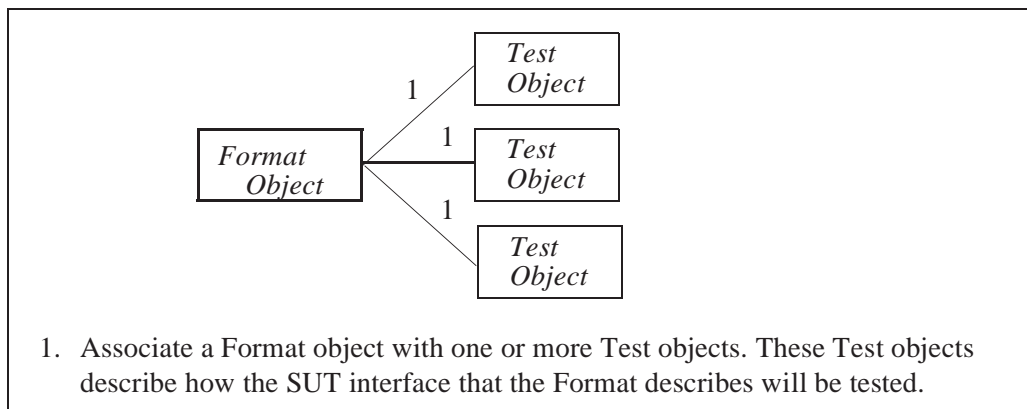 Test
Object
1
1
Format
Object
Test
Object
1
Test
Object
1. Associate a Format object with one or more Test objects. These Test objects
describe how the SUT interface that the Format describes will be tested.